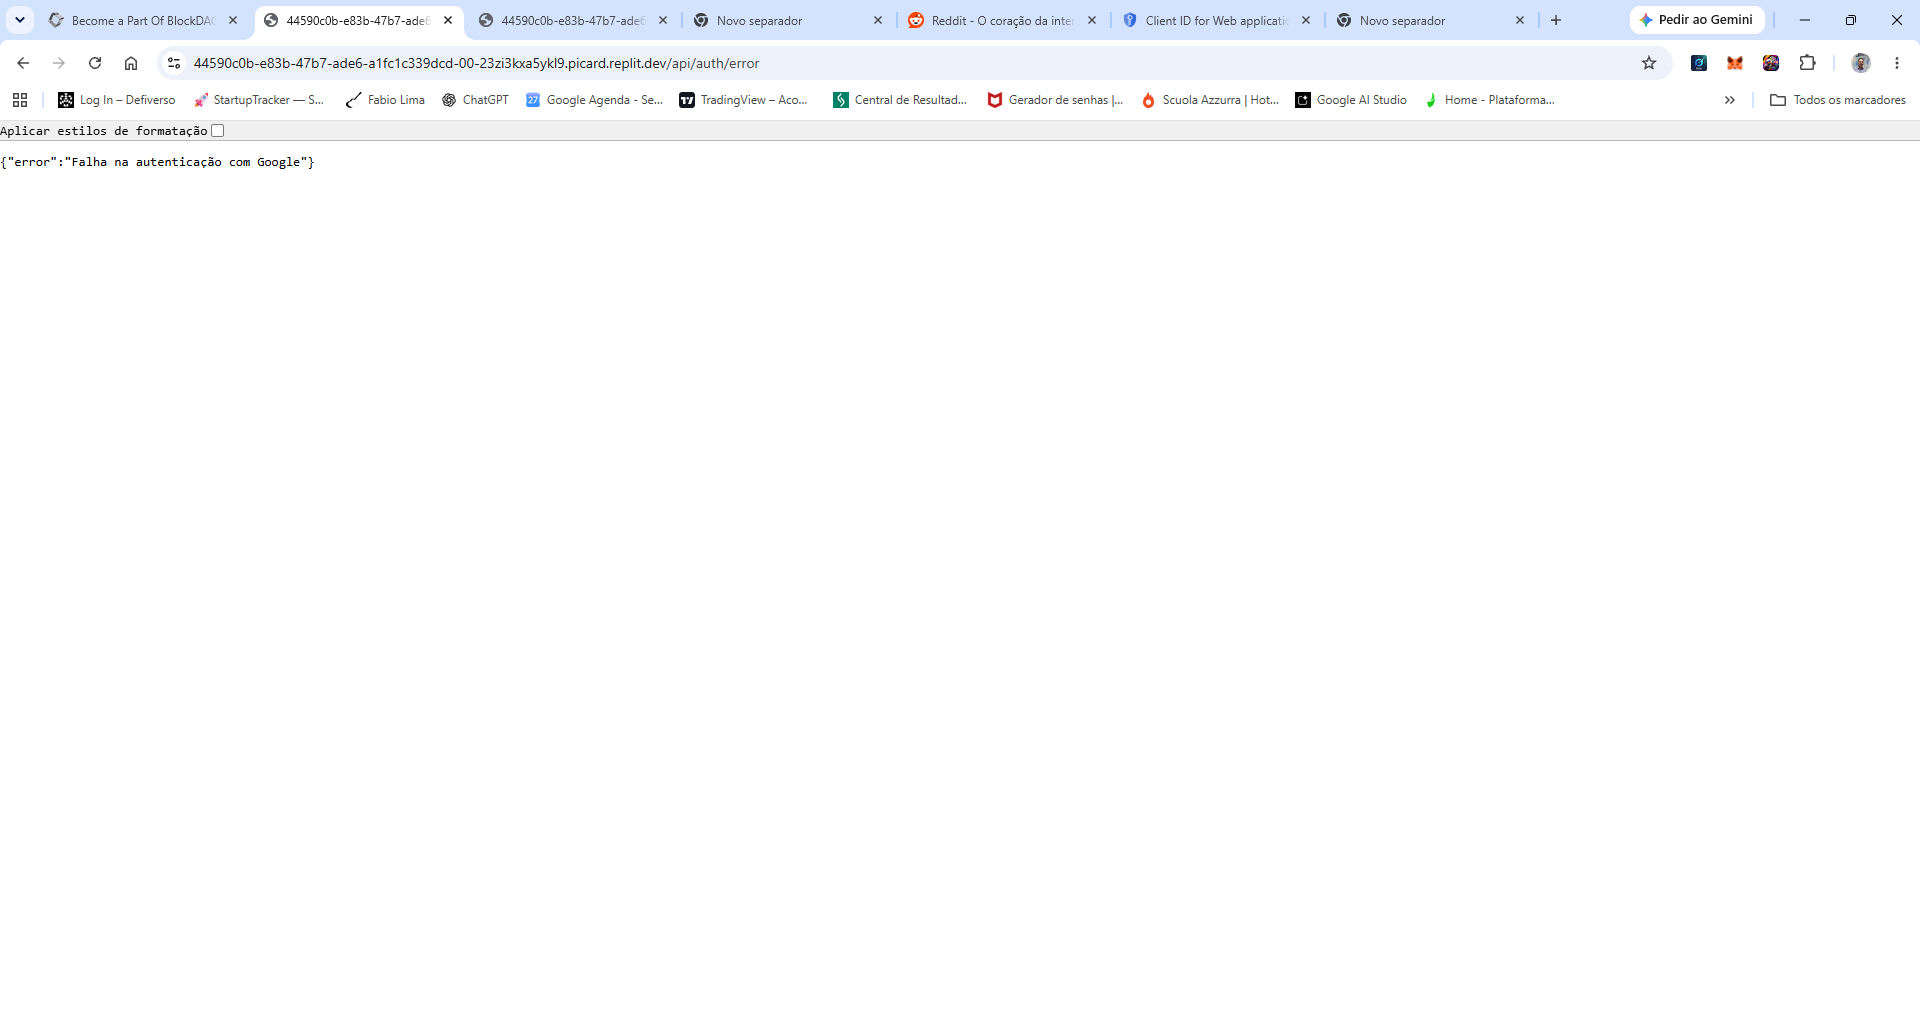 Become a Part Of BlockDAG
44590c0b-e83b-47b7-ade6
44590c0b-e83b-47b7-ade6
Novo separador
Reddit - O coração da inter
Client ID for Web applicatio
Novo separador
Pedir ao Gemini
44590c0b-e83b-47b7-ade6-a1fc1c339dcd-00-23zi3kxa5ykl9.picard.replit.dev/api/auth/error
Log In – Defiverso
StartupTracker — S...
Fabio Lima
ChatGPT
27
Google Agenda - Se...
TradingView – Aco...
Central de Resultad...
Gerador de senhas |...
Scuola Azzurra | Hot...
Google AI Studio
Home - Plataforma...
Todos os marcadores
Aplicar estilos de formatação
{"error":"Falha na autenticação com Google"}